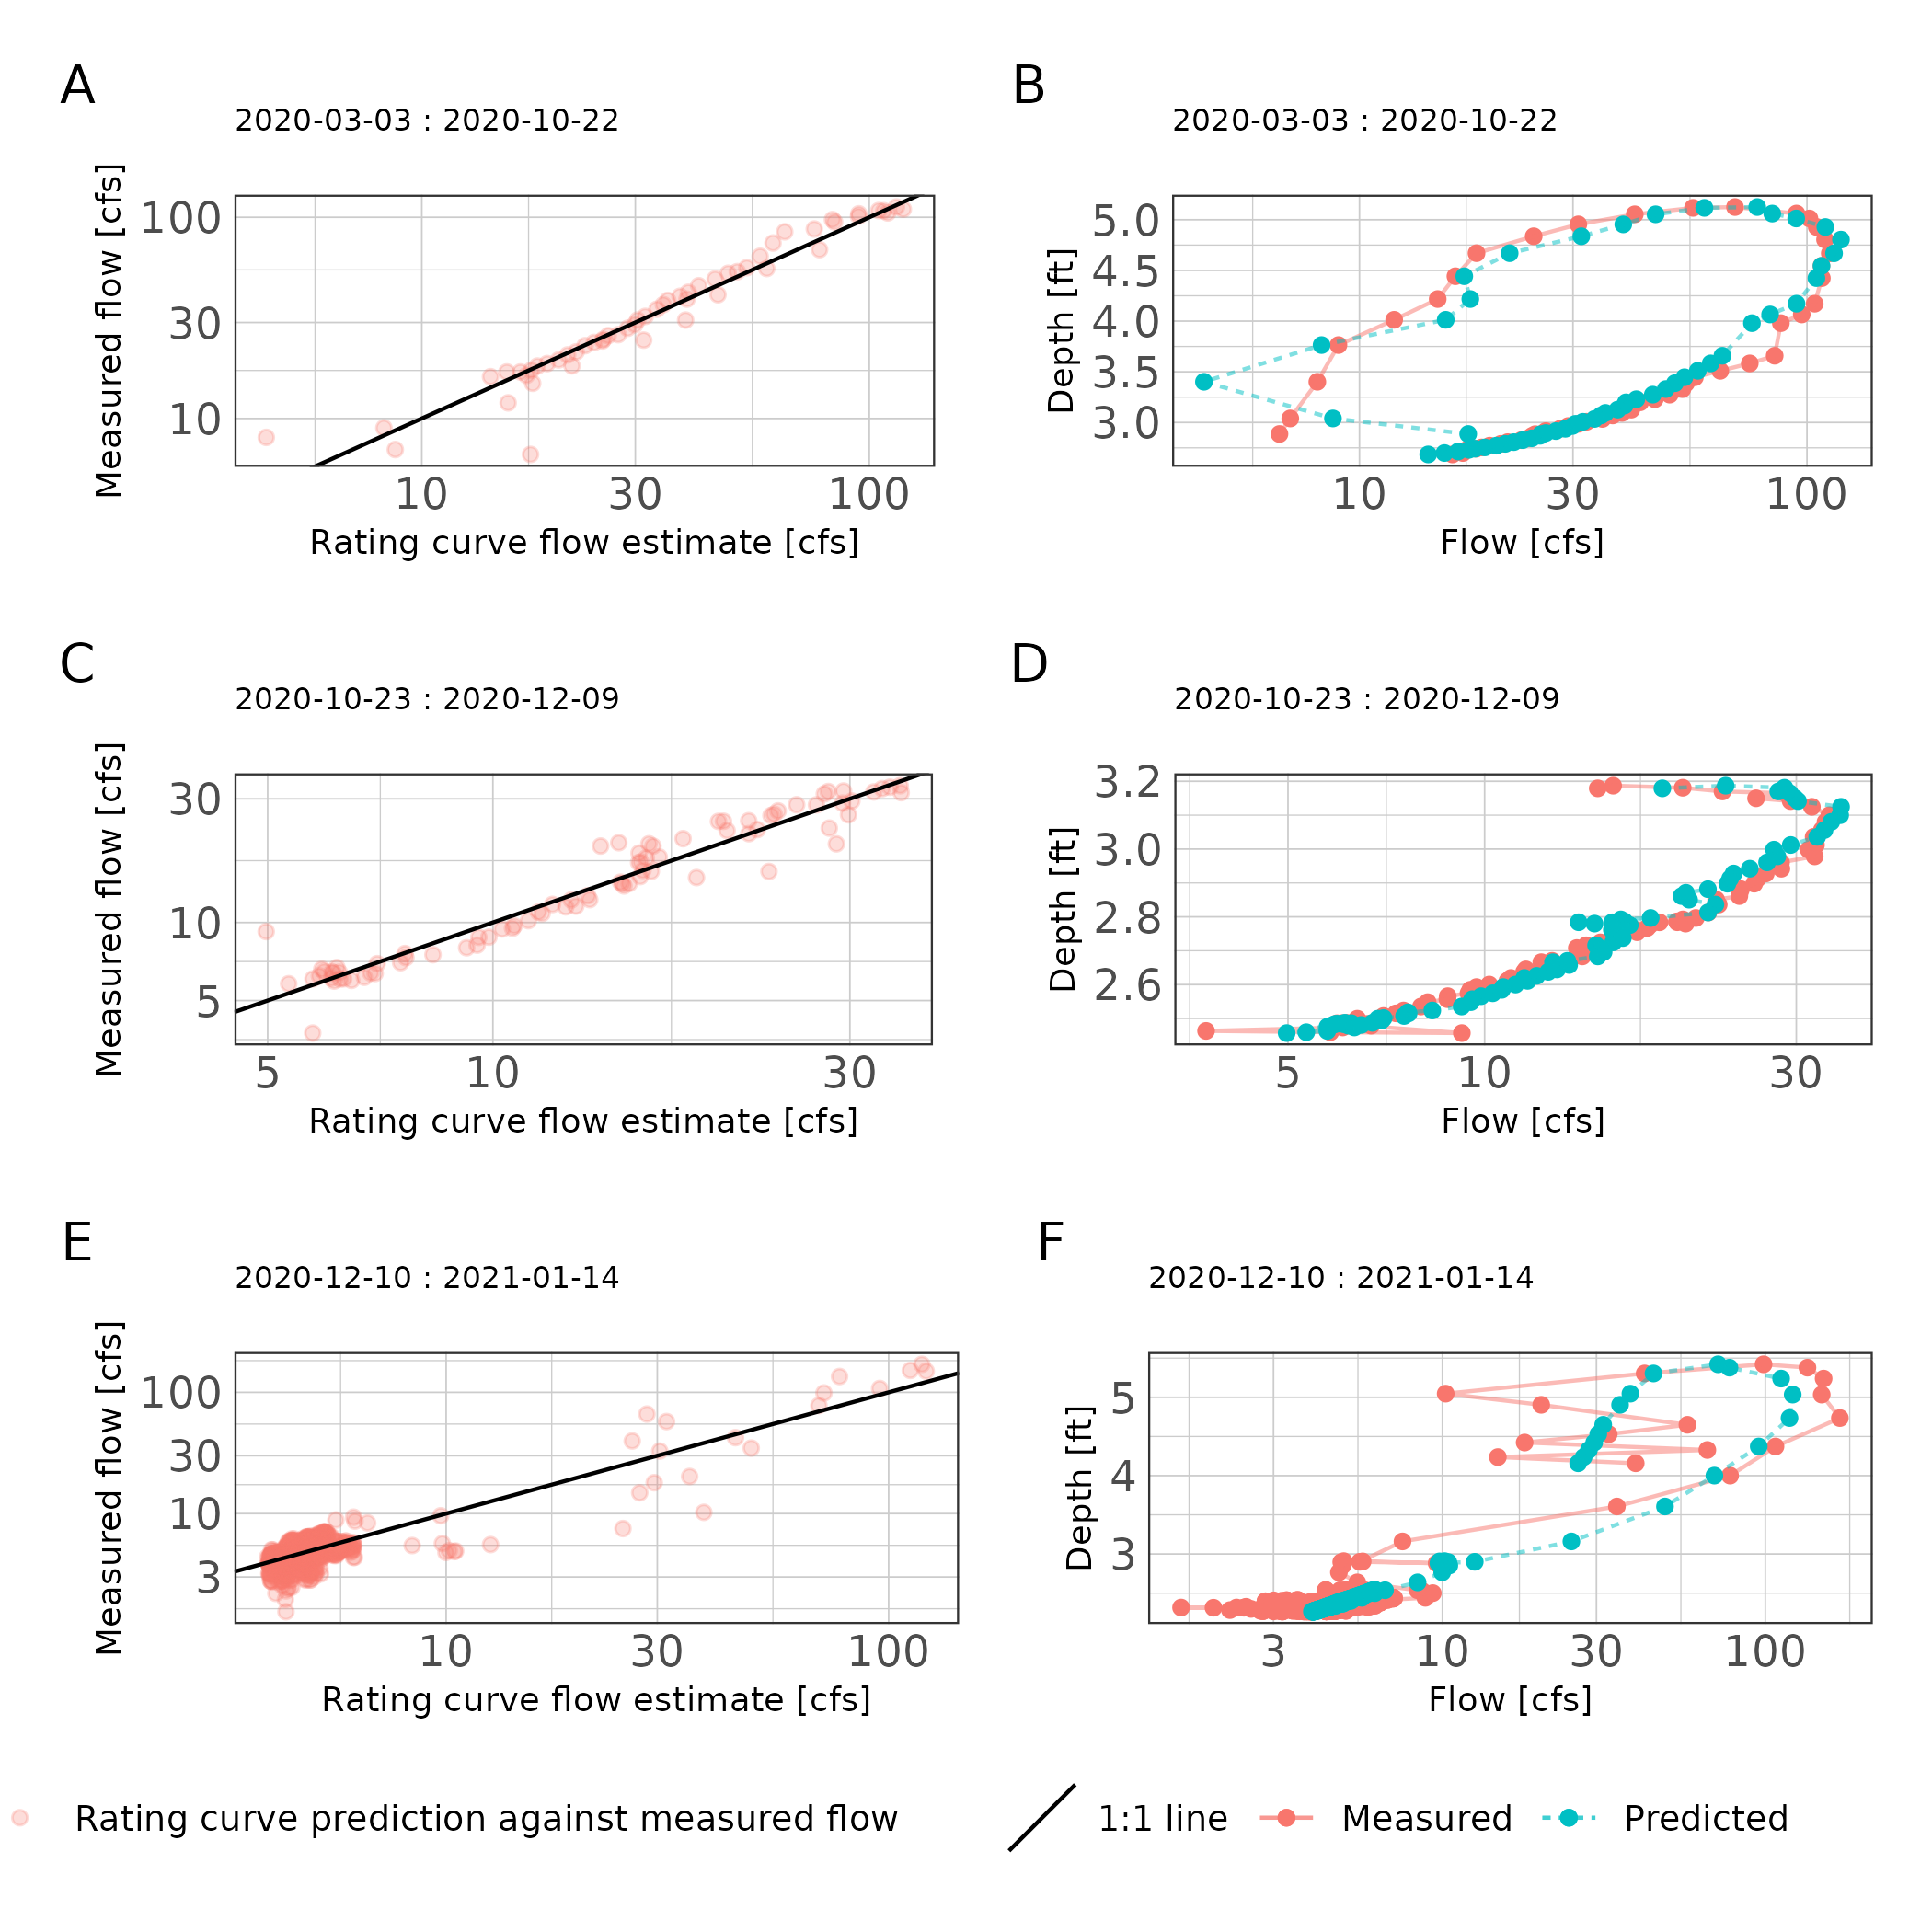 A
2020-03-03 : 2020-10-22
Measured flow [cfs]
100
30
10
10
30
100
Rating curve flow estimate [cfs]
B
2020-03-03 : 2020-10-22
Depth [ft]
5.0
4.5
4.0
3.5
3.0
10
30
100
Flow [cfs]
C
2020-10-23 : 2020-12-09
Measured flow [cfs]
30
10
5
5
10
30
Rating curve flow estimate [cfs]
D
2020-10-23 : 2020-12-09
Depth [ft]
3.2
3.0
2.8
2.6
5
10
30
Flow [cfs]
E
2020-12-10 : 2021-01-14
Measured flow [cfs]
100
30
10
3
10
30
100
Rating curve flow estimate [cfs]
F
2020-12-10 : 2021-01-14
Depth [ft]
5
4
3
3
10
30
100
Flow [cfs]
Rating curve prediction against measured flow
1:1 line
Measured
Predicted